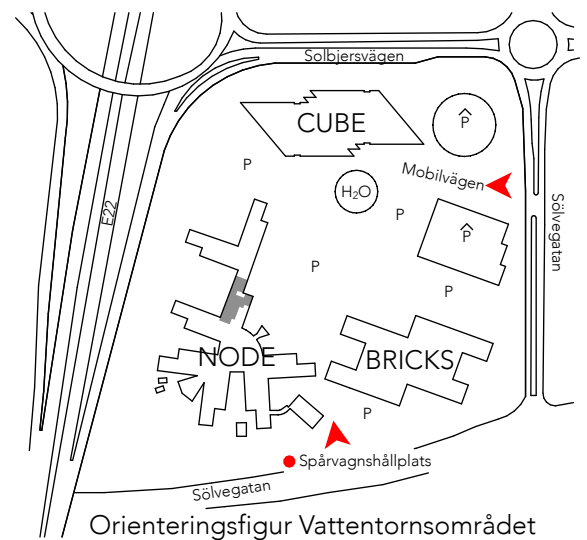 Solbjersvägen
CUBE
P
P
Mobilvägen
H₂O
P
Sölvegatan
E22
P
P
P
NODE
BRICKS
P
Spårvagnshållplats
Sölvegatan
Orienteringsfigur Vattentornsområdet